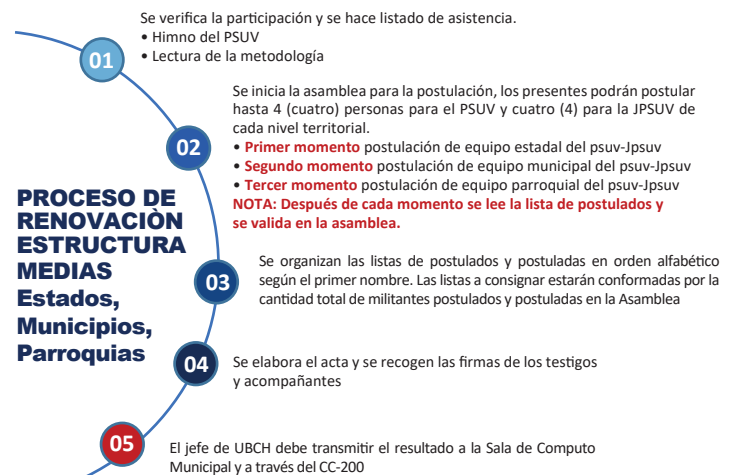 Se verifica la participación y se hace listado de asistencia.
• Himno del PSUV
• Lectura de la metodología
01
Se inicia la asamblea para la postulación, los presentes podrán postular
hasta 4 (cuatro) personas para el PSUV y cuatro (4) para la JPSUV de
cada nivel territorial.
• Primer momento postulación de equipo estadal del psuv-Jpsuv
• Segundo momento postulación de equipo municipal del psuv-Jpsuv
• Tercer momento postulación de equipo parroquial del psuv-Jpsuv
NOTA: Después de cada momento se lee la lista de postulados y
se valida en la asamblea.
02
PROCESO DE
RENOVACIÒN
ESTRUCTURA
MEDIAS
Estados,
Municipios,
Parroquias
Se organizan las listas de postulados y postuladas en orden alfabético
según el primer nombre. Las listas a consignar estarán conformadas por la
cantidad total de militantes postulados y postuladas en la Asamblea
03
Se elabora el acta y se recogen las firmas de los testigos
y acompañantes
04
05
El jefe de UBCH debe transmitir el resultado a la Sala de Computo
Municipal y a través del CC-200